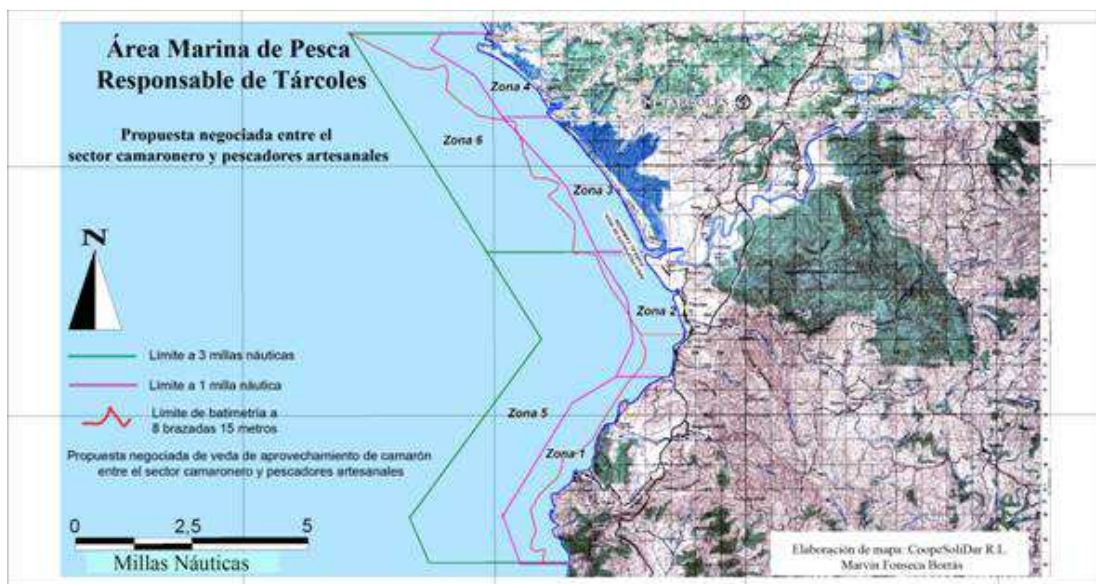 Área Marina de Pesca
Responsable de Tárcoles
Propuesta negociada entre el
sector camaronero y pescadores artesanales
Zona 4
Zona 6
TARCOLES
Zona 3
Zona 2
Zona 5
Zona 1
N
Límite a 3 millas náuticas
Límite a 1 milla náutica
Límite de batimetría a
8 brazadas 15 metros
Propuesta negociada de veda de aprovechamiento de camarón
entre el sector camaronero y pescadores artesanales
0 2,5 5
Millas Náuticas
Elaboración de mapa: CoopeSoliDar R.L.
Marvin Fonseca Borrás